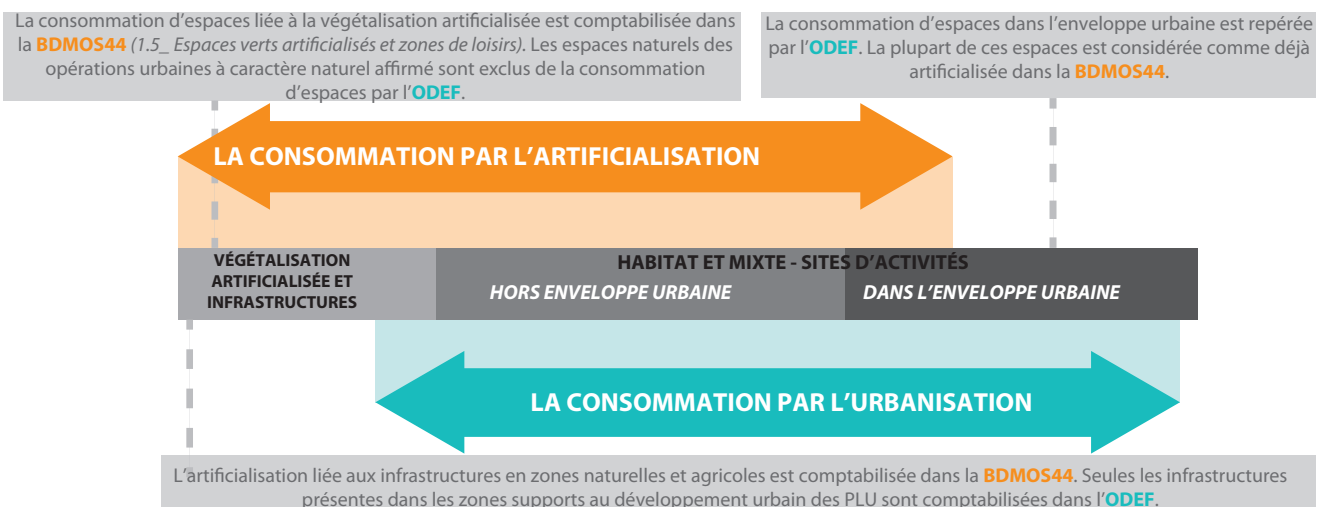 La consommation d'espaces liée à la végétalisation artificialisée est comptabilisée dans
la BDMOS44 (1.5_ Espaces verts artificialisés et zones de loisirs). Les espaces naturels des
opérations urbaines à caractère naturel affirmé sont exclus de la consommation
d'espaces par l'ODEF.
La consommation d'espaces dans l'enveloppe urbaine est repérée
par l'ODEF. La plupart de ces espaces est considérée comme déjà
artificialisée dans la BDMOS44.
LA CONSOMMATION PAR L'ARTIFICIALISATION
VÉGÉTALISATION
ARTIFICIALISÉE ET
INFRASTRUCTURES
HABITAT ET MIXTE - SITES D'ACTIVITÉS
HORS ENVELOPPE URBAINE
DANS L'ENVELOPPE URBAINE
LA CONSOMMATION PAR L'URBANISATION
L'artificialisation liée aux infrastructures en zones naturelles et agricoles est comptabilisée dans la BDMOS44. Seules les infrastructures
présentes dans les zones supports au développement urbain des PLU sont comptabilisées dans l'ODEF.